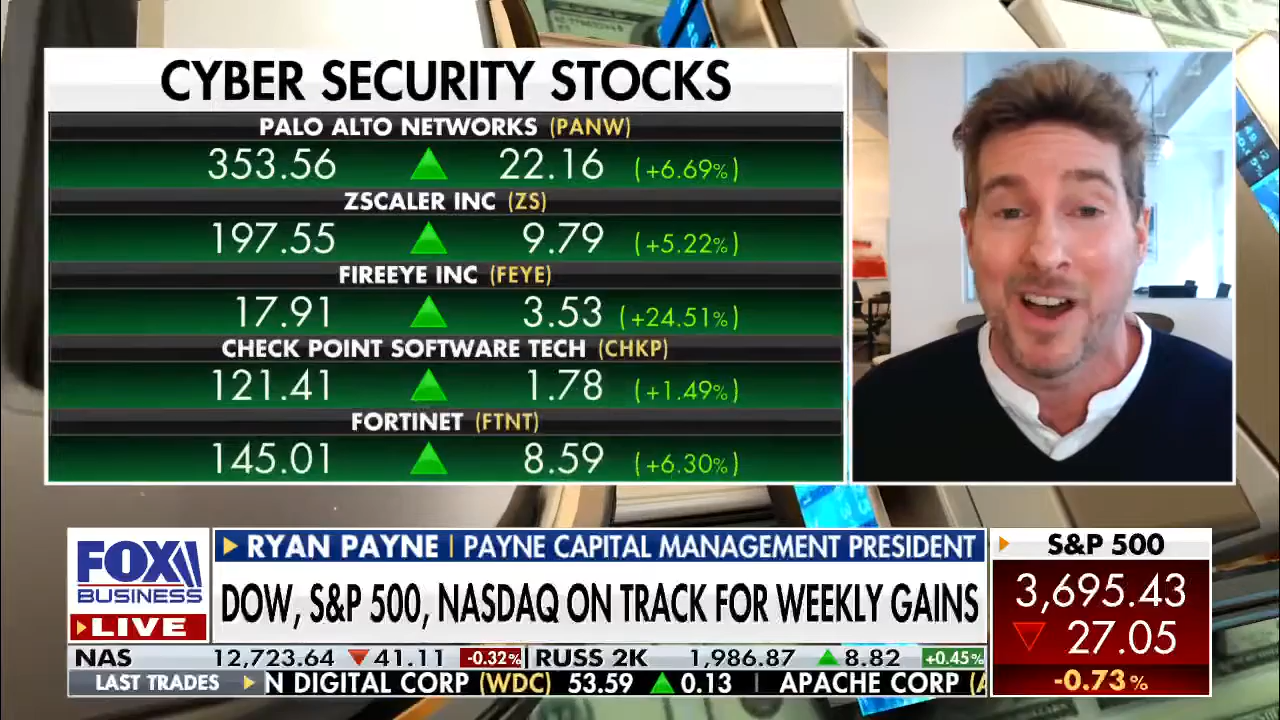 CYBER SECURITY STOCKS
PALO ALTO NETWORKS (PANW)
353.56 ▲ 22.16 (+6.69%)
ZSCALER INC (ZS)
197.55 ▲ 9.79 (+5.22%)
FIREEYE INC (FEYE)
17.91 ▲ 3.53 (+24.51%)
CHECK POINT SOFTWARE TECH (CHKP)
121.41 ▲ 1.78 (+1.49%)
FORTINET (FTNT)
145.01 ▲ 8.59 (+6.30%)
FOX
BUSINESS
LIVE
RYAN PAYNE | PAYNE CAPITAL MANAGEMENT PRESIDENT
DOW, S&P 500, NASDAQ ON TRACK FOR WEEKLY GAINS
S&P 500
3,695.43
▼ 27.05
-0.73%
NAS 12,723.64 ▼ 41.11 -0.32% RUSS 2K 1,986.87 ▲ 8.82 +0.45%
LAST TRADES N DIGITAL CORP (WDC) 53.59 ▲ 0.13 | APACHE CORP (A